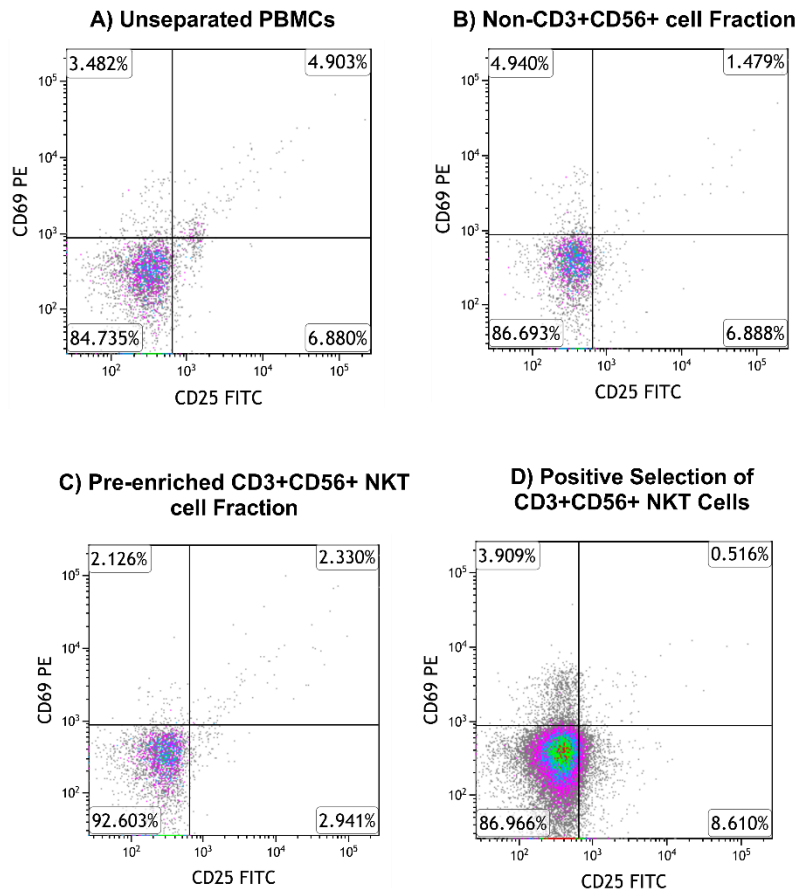 A) Unseparated PBMCs
3.482%
4.903%
10⁵
10⁴
10³
10²
CD69 PE
84.735%
6.880%
10² 10³ 10⁴ 10⁵
CD25 FITC
B) Non-CD3+CD56+ cell Fraction
4.940%
1.479%
10⁵
10⁴
10³
10²
CD69 PE
86.693%
6.888%
10² 10³ 10⁴ 10⁵
CD25 FITC
C) Pre-enriched CD3+CD56+ NKT
cell Fraction
2.126%
2.330%
10⁵
10⁴
10³
10²
CD69 PE
92.603%
2.941%
10² 10³ 10⁴ 10⁵
CD25 FITC
D) Positive Selection of
CD3+CD56+ NKT Cells
3.909%
0.516%
10⁵
10⁴
10³
10²
CD69 PE
86.966%
8.610%
10² 10³ 10⁴ 10⁵
CD25 FITC